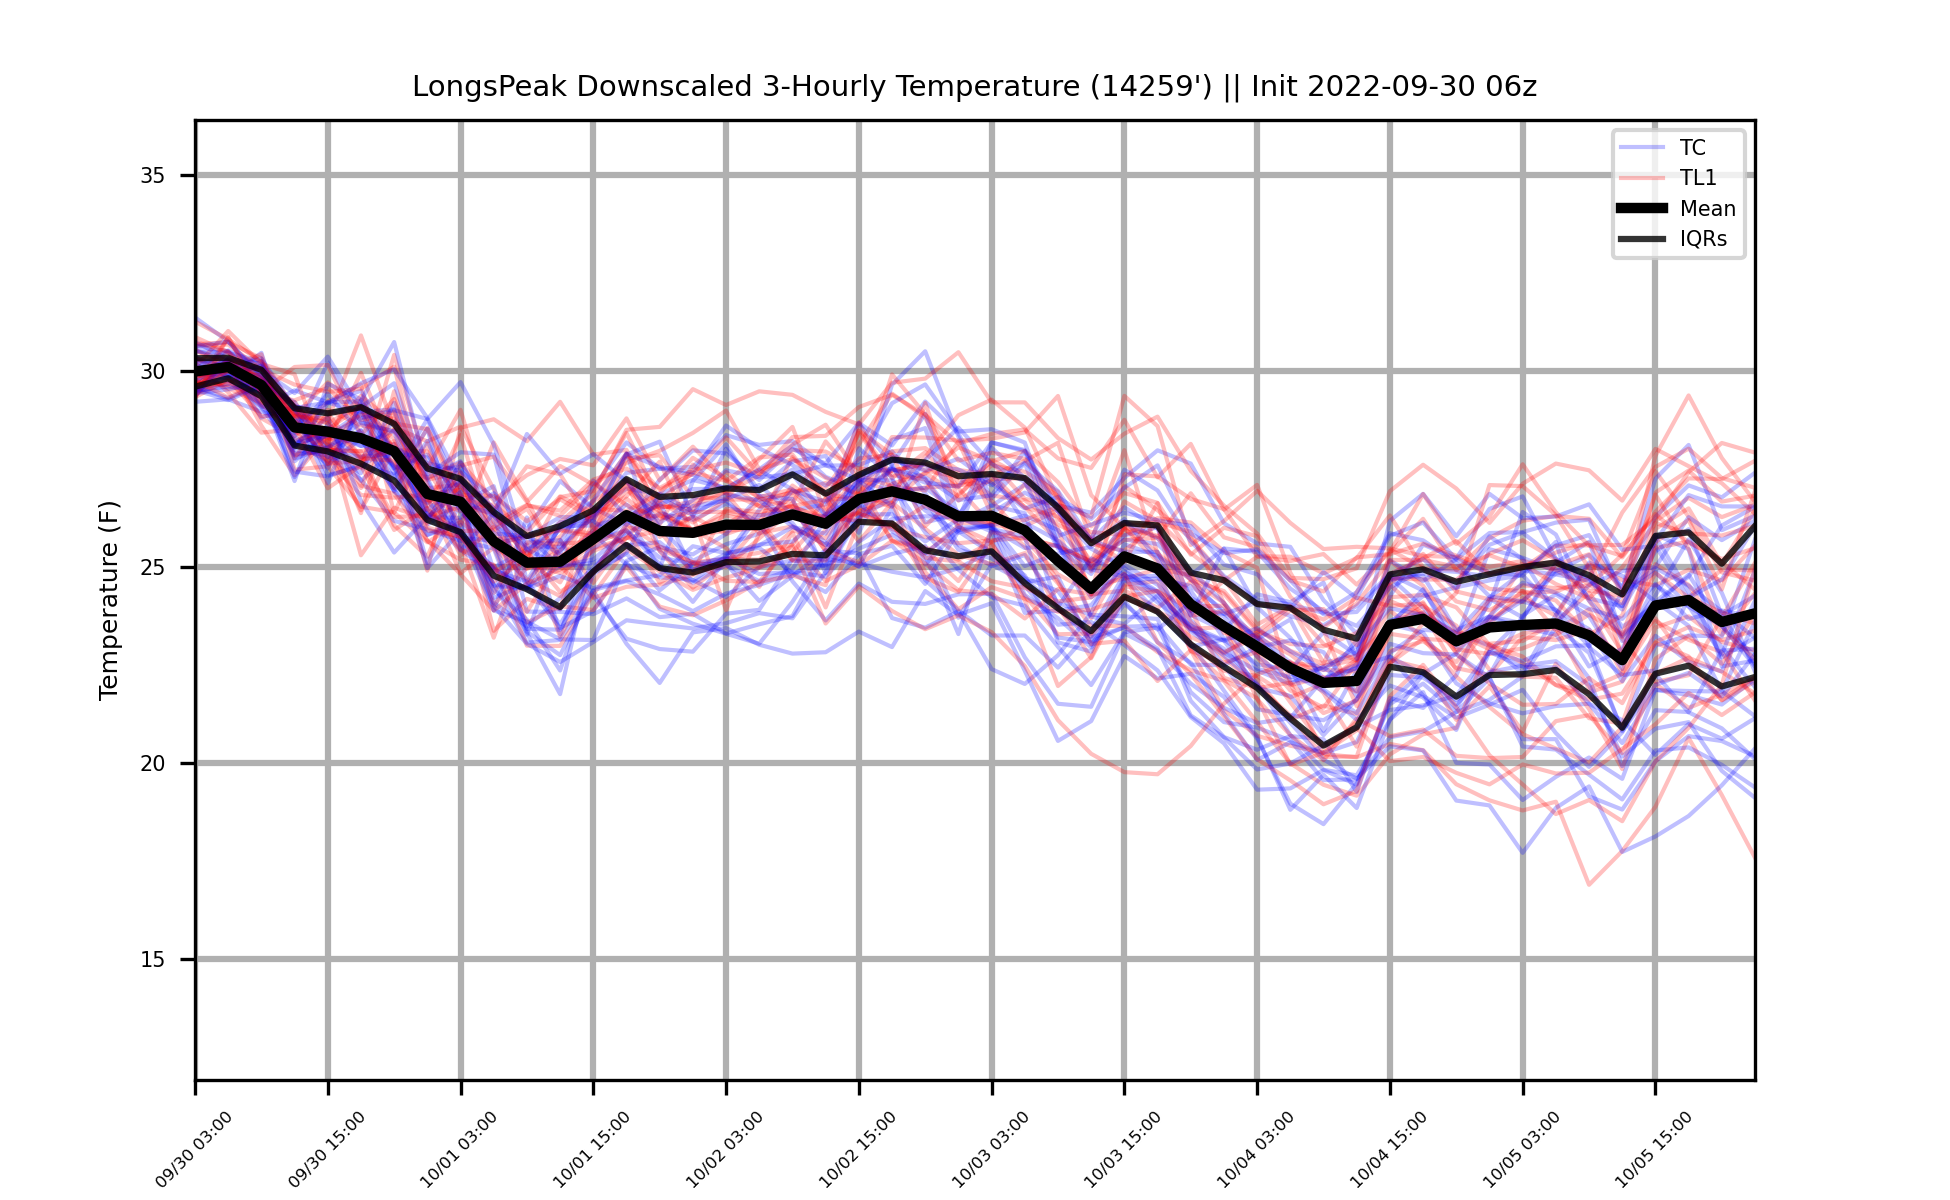 LongsPeak Downscaled 3-Hourly Temperature (14259') || Init 2022-09-30 06z
TC
TL1
Mean
IQRs
Temperature (F)
35
30
25
20
15
09/30 03:00
09/30 15:00
10/01 03:00
10/01 15:00
10/02 03:00
10/02 15:00
10/03 03:00
10/03 15:00
10/04 03:00
10/04 15:00
10/05 03:00
10/05 15:00